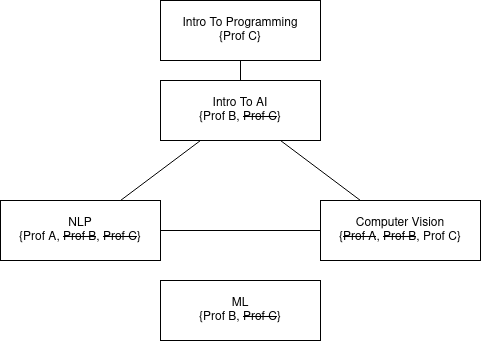 Intro To Programming
{Prof C}
Intro To AI
{Prof B, Prof C}
NLP
{Prof A, Prof B, Prof C}
Computer Vision
{Prof A, Prof B, Prof C}
ML
{Prof B, Prof C}